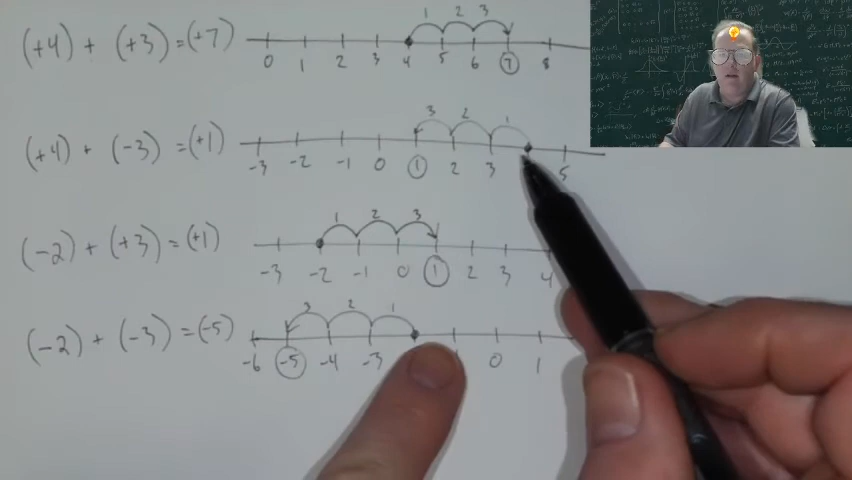 (+4) + (+3) = (+7)
1 2 3
0 1 2 3 4 5 6 7 8
(+4) + (-3) = (+1)
3 2 1
-3 -2 -1 0 1 2 3 5
(-2) + (+3) = (+1)
1 2 3
-3 -2 -1 0 1 2 3 4
(-2) + (-3) = (-5)
3 2 1
-6 -5 -4 -3 0 1